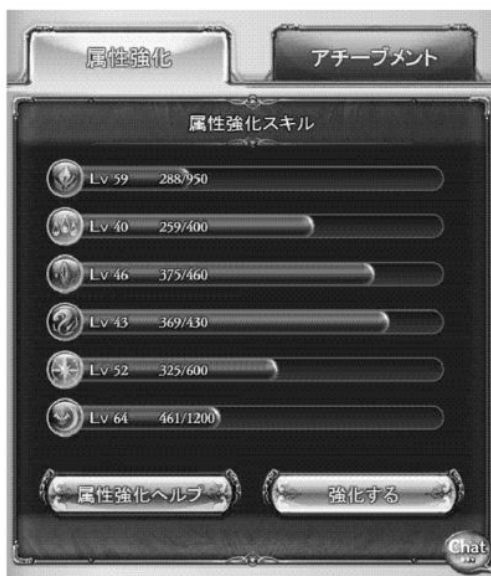 属性強化
アチーブメント
属性強化スキル
Lv 59 288/950
Lv 40 259/400
Lv 46 375/460
Lv 43 369/430
Lv 52 325/600
Lv 64 461/1200
属性強化ヘルプ
強化する
Chat